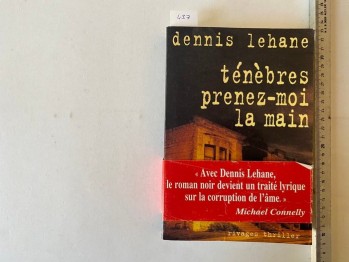 dennis lehane
ténèbres
prenez-moi
la main
« Avec Dennis Lehane,
le roman noir devient un traité lyrique
sur la corruption de l'âme. »
Michael Connelly
rivages thriller